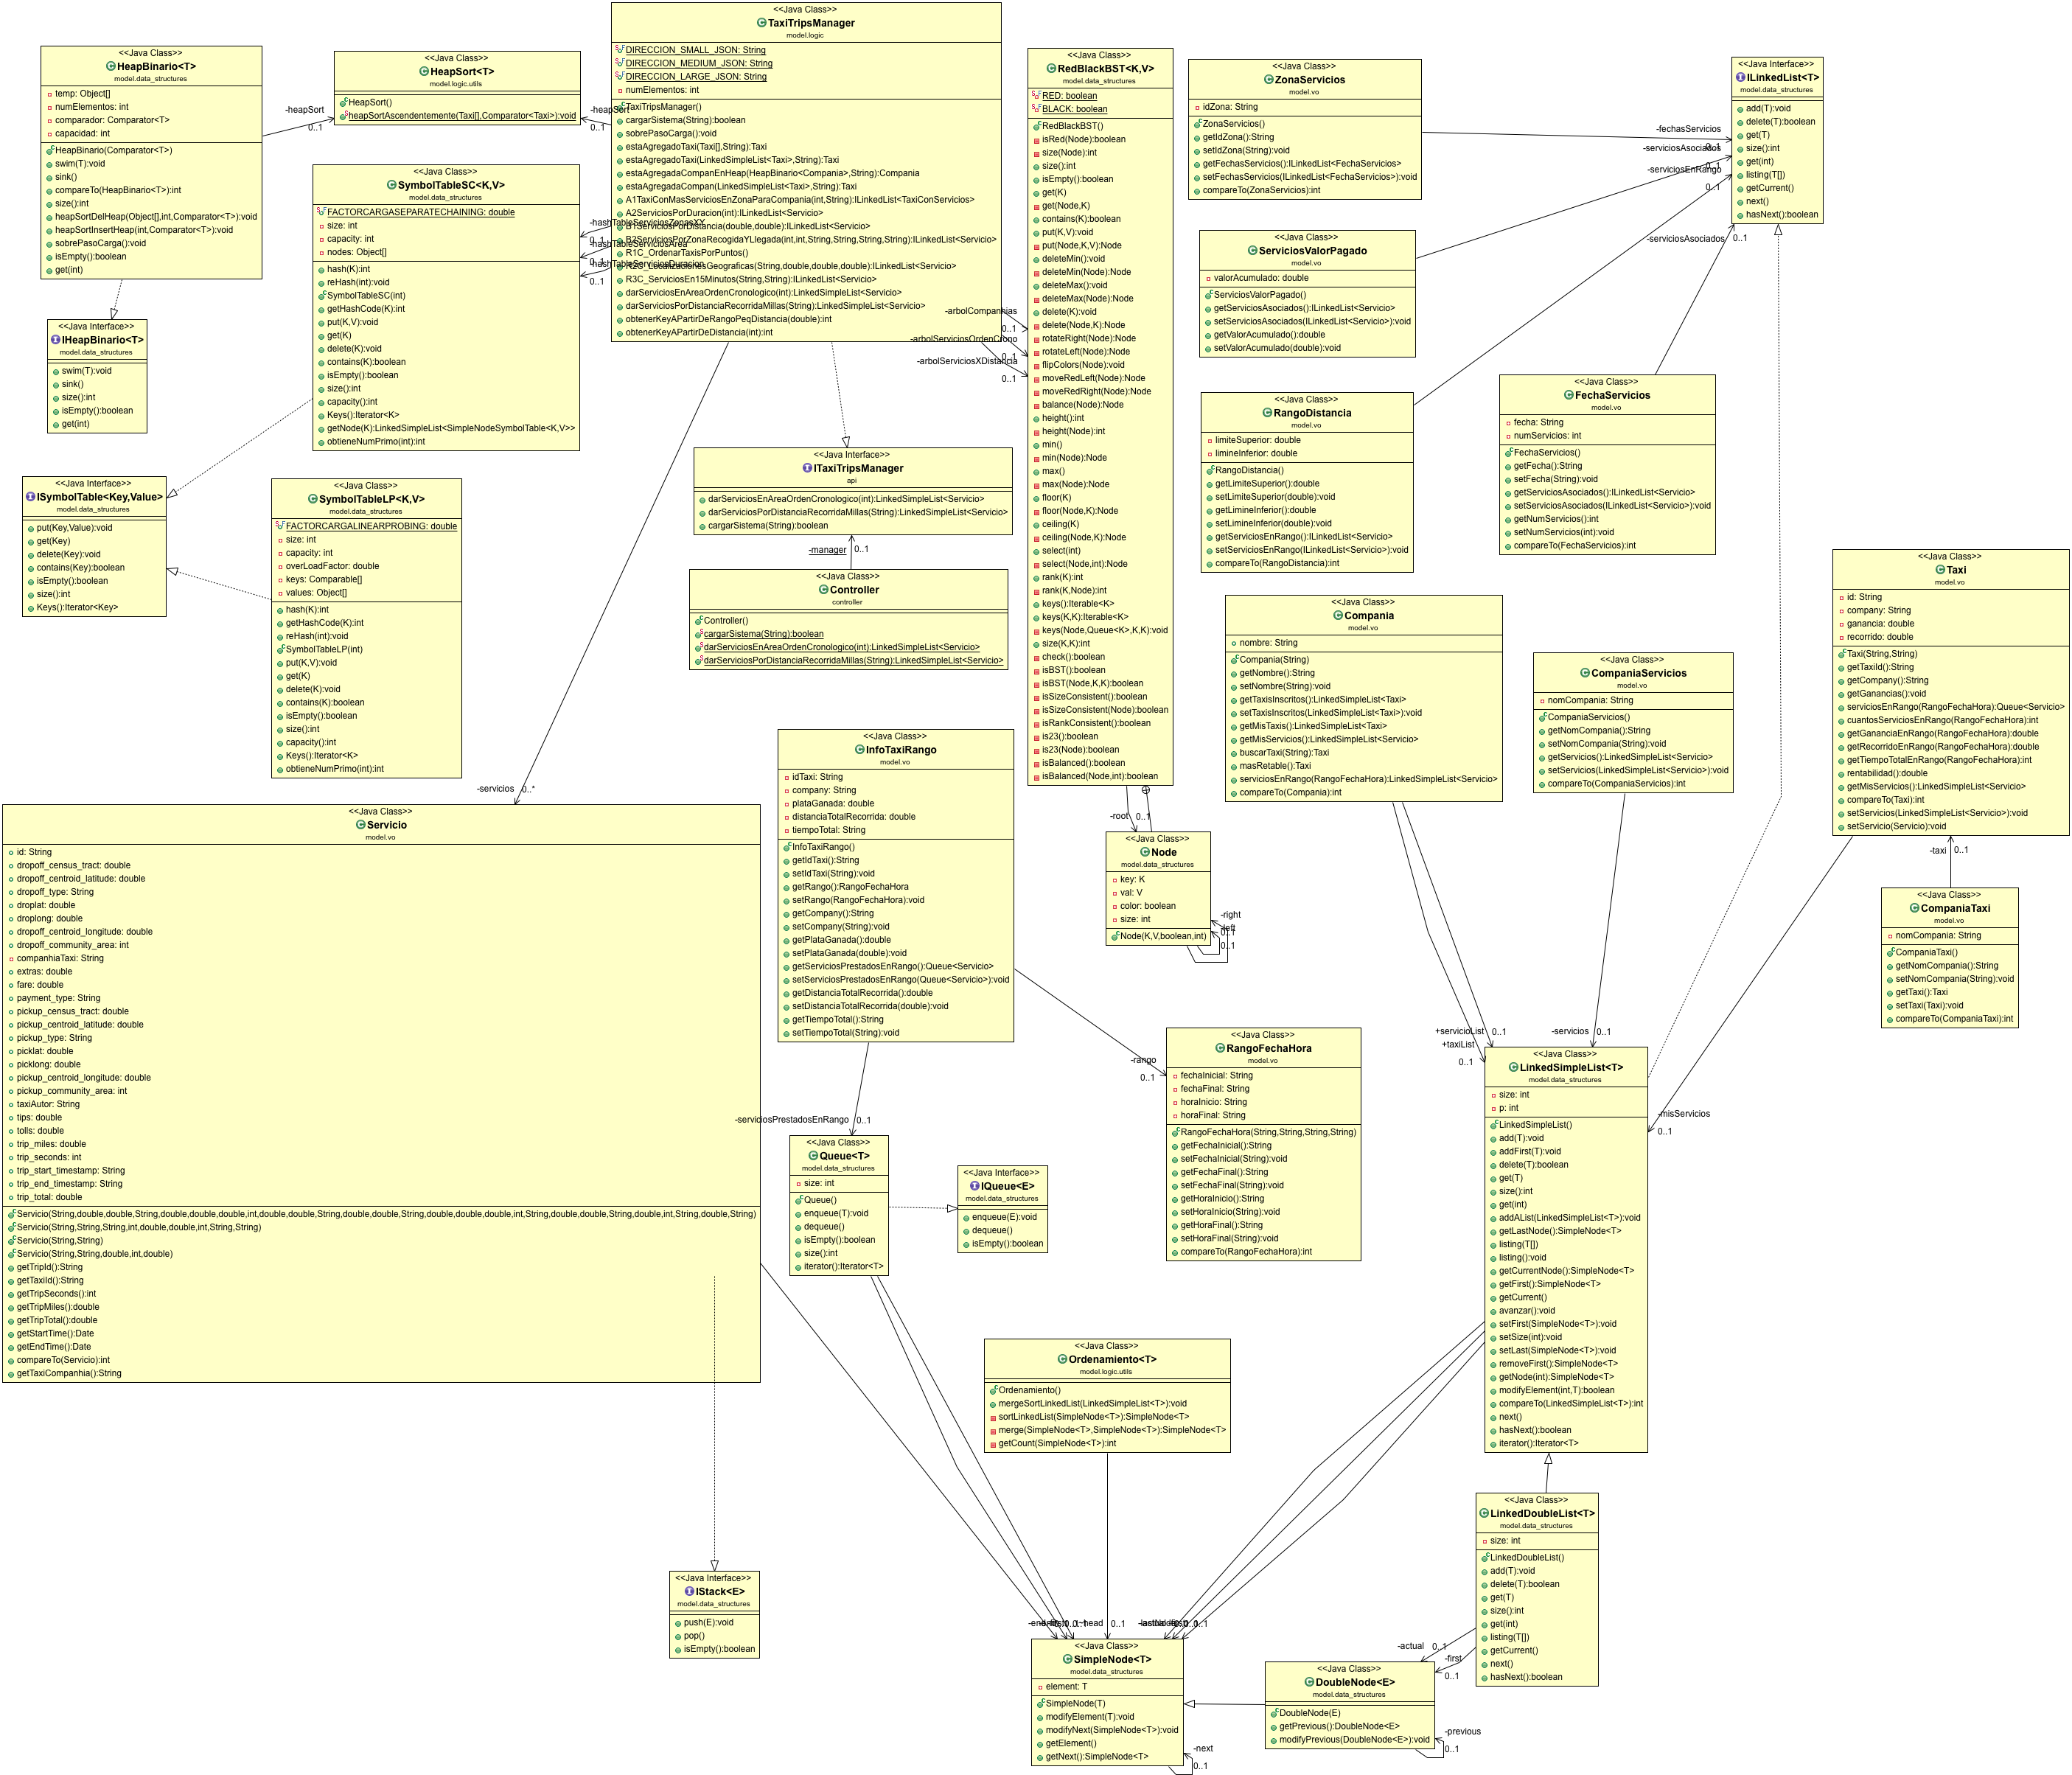 <<Java Class>>
HeapBinario<T>
model.data_structures
temp: Object[]
numElementos: int
comparador: Comparator<T>
capacidad: int
HeapBinario(Comparator<T>)
swim(T):void
sink()
compareTo(HeapBinario<T>):int
size():int
heapSortDelHeap(Object[],int,Comparator<T>):void
heapSortInsertHeap(int,Comparator<T>):void
sobrePasoCarga():void
isEmpty():boolean
get(int)
-heapSort
0..1
<<Java Class>>
HeapSort<T>
model.logic.utils
HeapSort()
heapSortAscendentemente(Taxi[],Comparator<Taxi>):void
-heapSort
0..1
<<Java Class>>
TaxiTripsManager
model.logic
DIRECCION_SMALL_JSON: String
DIRECCION_MEDIUM_JSON: String
DIRECCION_LARGE_JSON: String
numElementos: int
TaxiTripsManager()
cargarSistema(String):boolean
sobrePasoCarga():void
estaAgregadoTaxi(Taxi[],String):Taxi
estaAgregadoTaxi(LinkedSimpleList<Taxi>,String):Taxi
estaAgregadaCompanEnHeap(HeapBinario<Compania>,String):Compania
estaAgregadaCompan(LinkedSimpleList<Taxi>,String):Taxi
A1TaxiConMasServiciosEnZonaParaCompania(int,String):ILinkedList<TaxiConServicios>
A2ServiciosPorDuracion(int):ILinkedList<Servicio>
B1ServiciosPorDistancia(double,double):ILinkedList<Servicio>
B2ServiciosPorZonaRecogidaYLlegada(int,int,String,String,String,String):ILinkedList<Servicio>
R1C_OrdenarTaxisPorPuntos()
R2C_LocalizacionesGeograficas(String,double,double,double):ILinkedList<Servicio>
R3C_ServiciosEn15Minutos(String,String):ILinkedList<Servicio>
darServiciosEnAreaOrdenCronologico(int):LinkedSimpleList<Servicio>
darServiciosPorDistanciaRecorridaMillas(String):LinkedSimpleList<Servicio>
obtenerKeyAPartirDeRangoPeqDistancia(double):int
obtenerKeyAPartirDeDistancia(int):int
-hashTableServiciosZonasXY
0..1
-hashTableServiciosArea
0..1
-hashTableServiciosDuracion
0..1
-arbolCompanhias
0..1
-arbolServiciosOrdenCrono
0..1
-arbolServiciosXDistancia
0..1
<<Java Class>>
SymbolTableSC<K,V>
model.data_structures
FACTORCARGASEPARATECHAINING: double
size: int
capacity: int
nodes: Object[]
hash(K):int
reHash(int):void
SymbolTableSC(int)
getHashCode(K):int
put(K,V):void
get(K)
delete(K):void
contains(K):boolean
isEmpty():boolean
size():int
capacity():int
Keys():Iterator<K>
getNode(K):LinkedSimpleList<SimpleNodeSymbolTable<K,V>>
obtieneNumPrimo(int):int
<<Java Interface>>
IHeapBinario<T>
model.data_structures
swim(T):void
sink()
size():int
isEmpty():boolean
get(int)
<<Java Interface>>
ISymbolTable<Key,Value>
model.data_structures
put(Key,Value):void
get(Key)
delete(Key):void
contains(Key):boolean
isEmpty():boolean
size():int
Keys():Iterator<Key>
<<Java Class>>
SymbolTableLP<K,V>
model.data_structures
FACTORCARGALINEARPROBING: double
size: int
capacity: int
overLoadFactor: double
keys: Comparable[]
values: Object[]
hash(K):int
getHashCode(K):int
reHash(int):void
SymbolTableLP(int)
put(K,V):void
get(K)
delete(K):void
contains(K):boolean
isEmpty():boolean
size():int
capacity():int
Keys():Iterator<K>
obtieneNumPrimo(int):int
<<Java Interface>>
ITaxiTripsManager
api
darServiciosEnAreaOrdenCronologico(int):LinkedSimpleList<Servicio>
darServiciosPorDistanciaRecorridaMillas(String):LinkedSimpleList<Servicio>
cargarSistema(String):boolean
-manager
0..1
<<Java Class>>
Controller
controller
Controller()
cargarSistema(String):boolean
darServiciosEnAreaOrdenCronologico(int):LinkedSimpleList<Servicio>
darServiciosPorDistanciaRecorridaMillas(String):LinkedSimpleList<Servicio>
<<Java Class>>
RedBlackBST<K,V>
model.data_structures
RED: boolean
BLACK: boolean
RedBlackBST()
isRed(Node):boolean
size(Node):int
size():int
isEmpty():boolean
get(K)
get(Node,K)
contains(K):boolean
put(K,V):void
put(Node,K,V):Node
deleteMin():void
deleteMin(Node):Node
deleteMax():void
deleteMax(Node):Node
delete(K):void
delete(Node,K):Node
rotateRight(Node):Node
rotateLeft(Node):Node
flipColors(Node):void
moveRedLeft(Node):Node
moveRedRight(Node):Node
balance(Node):Node
height():int
height(Node):int
min()
min(Node):Node
max()
max(Node):Node
floor(K)
floor(Node,K):Node
ceiling(K)
ceiling(Node,K):Node
select(int)
select(Node,int):Node
rank(K):int
rank(K,Node):int
keys():Iterable<K>
keys(K,K):Iterable<K>
keys(Node,Queue<K>,K,K):void
size(K,K):int
check():boolean
isBST():boolean
isBST(Node,K,K):boolean
isSizeConsistent():boolean
isSizeConsistent(Node):boolean
isRankConsistent():boolean
is23():boolean
is23(Node):boolean
isBalanced():boolean
isBalanced(Node,int):boolean
-root
0..1
<<Java Class>>
Node
model.data_structures
key: K
val: V
color: boolean
size: int
Node(K,V,boolean,int)
-right
0..1
-left
0..1
<<Java Class>>
ZonaServicios
model.vo
idZona: String
ZonaServicios()
getIdZona():String
setIdZona(String):void
getFechasServicios():ILinkedList<FechaServicios>
setFechasServicios(ILinkedList<FechaServicios>):void
compareTo(ZonaServicios):int
-fechasServicios
0..1
-serviciosAsociados
0..1
-serviciosEnRango
0..1
-serviciosAsociados
0..1
<<Java Interface>>
ILinkedList<T>
model.data_structures
add(T):void
delete(T):boolean
get(T)
size():int
get(int)
listing(T[])
getCurrent()
next()
hasNext():boolean
<<Java Class>>
ServiciosValorPagado
model.vo
valorAcumulado: double
ServiciosValorPagado()
getServiciosAsociados():ILinkedList<Servicio>
setServiciosAsociados(ILinkedList<Servicio>):void
getValorAcumulado():double
setValorAcumulado(double):void
<<Java Class>>
RangoDistancia
model.vo
limiteSuperior: double
limineInferior: double
RangoDistancia()
getLimiteSuperior():double
setLimiteSuperior(double):void
getLimineInferior():double
setLimineInferior(double):void
getServiciosEnRango():ILinkedList<Servicio>
setServiciosEnRango(ILinkedList<Servicio>):void
compareTo(RangoDistancia):int
<<Java Class>>
FechaServicios
model.vo
fecha: String
numServicios: int
FechaServicios()
getFecha():String
setFecha(String):void
getServiciosAsociados():ILinkedList<Servicio>
setServiciosAsociados(ILinkedList<Servicio>):void
getNumServicios():int
setNumServicios(int):void
compareTo(FechaServicios):int
<<Java Class>>
Compania
model.vo
nombre: String
Compania(String)
getNombre():String
setNombre(String):void
getTaxisInscritos():LinkedSimpleList<Taxi>
setTaxisInscritos(LinkedSimpleList<Taxi>):void
getMisTaxis():LinkedSimpleList<Taxi>
getMisServicios():LinkedSimpleList<Servicio>
buscarTaxi(String):Taxi
masRetable():Taxi
serviciosEnRango(RangoFechaHora):LinkedSimpleList<Servicio>
compareTo(Compania):int
<<Java Class>>
CompaniaServicios
model.vo
nomCompania: String
CompaniaServicios()
getNomCompania():String
setNomCompania(String):void
getServicios():LinkedSimpleList<Servicio>
setServicios(LinkedSimpleList<Servicio>):void
compareTo(CompaniaServicios):int
<<Java Class>>
Taxi
model.vo
id: String
company: String
ganancia: double
recorrido: double
Taxi(String,String)
getTaxiId():String
getCompany():String
getGanancias():void
serviciosEnRango(RangoFechaHora):Queue<Servicio>
cuantosServiciosEnRango(RangoFechaHora):int
getGananciaEnRango(RangoFechaHora):double
getRecorridoEnRango(RangoFechaHora):double
getTiempoTotalEnRango(RangoFechaHora):int
rentabilidad():double
getMisServicios():LinkedSimpleList<Servicio>
compareTo(Taxi):int
setServicios(LinkedSimpleList<Servicio>):void
setServicio(Servicio):void
-taxi
0..1
<<Java Class>>
CompaniaTaxi
model.vo
nomCompania: String
CompaniaTaxi()
getNomCompania():String
setNomCompania(String):void
getTaxi():Taxi
setTaxi(Taxi):void
compareTo(CompaniaTaxi):int
<<Java Class>>
InfoTaxiRango
model.vo
idTaxi: String
company: String
plataGanada: double
distanciaTotalRecorrida: double
tiempoTotal: String
InfoTaxiRango()
getIdTaxi():String
setIdTaxi(String):void
getRango():RangoFechaHora
setRango(RangoFechaHora):void
getCompany():String
setCompany(String):void
getPlataGanada():double
setPlataGanada(double):void
getServiciosPrestadosEnRango():Queue<Servicio>
setServiciosPrestadosEnRango(Queue<Servicio>):void
getDistanciaTotalRecorrida():double
setDistanciaTotalRecorrida(double):void
getTiempoTotal():String
setTiempoTotal(String):void
-servicios
0..*
<<Java Class>>
Servicio
model.vo
id: String
dropoff_census_tract: double
dropoff_centroid_latitude: double
dropoff_type: String
droplat: double
droplong: double
dropoff_centroid_longitude: double
dropoff_community_area: int
companhiaTaxi: String
extras: double
fare: double
payment_type: String
pickup_census_tract: double
pickup_centroid_latitude: double
pickup_type: String
picklat: double
picklong: double
pickup_centroid_longitude: double
pickup_community_area: int
taxiAutor: String
tips: double
tolls: double
trip_miles: double
trip_seconds: int
trip_start_timestamp: String
trip_end_timestamp: String
trip_total: double
Servicio(String,double,double,String,double,double,double,int,double,double,String,double,double,String,double,double,double,int,String,double,double,String,double,int,String,double,String)
Servicio(String,String,String,int,double,double,int,String,String)
Servicio(String,String)
Servicio(String,String,double,int,double)
getTripId():String
getTaxiId():String
getTripSeconds():int
getTripMiles():double
getTripTotal():double
getStartTime():Date
getEndTime():Date
compareTo(Servicio):int
getTaxiCompanhia():String
-rango
0..1
<<Java Class>>
RangoFechaHora
model.vo
fechaInicial: String
fechaFinal: String
horaInicio: String
horaFinal: String
RangoFechaHora(String,String,String,String)
getFechaInicial():String
setFechaInicial(String):void
getFechaFinal():String
setFechaFinal(String):void
getHoraInicio():String
setHoraInicio(String):void
getHoraFinal():String
setHoraFinal(String):void
compareTo(RangoFechaHora):int
-serviciosPrestadosEnRango
0..1
<<Java Class>>
Queue<T>
model.data_structures
size: int
Queue()
enqueue(T):void
dequeue()
isEmpty():boolean
size():int
iterator():Iterator<T>
<<Java Interface>>
IQueue<E>
model.data_structures
enqueue(E):void
dequeue()
isEmpty():boolean
+servicioList
0..1
+taxiList
0..1
-servicios
0..1
-misServicios
0..1
<<Java Class>>
LinkedSimpleList<T>
model.data_structures
size: int
p: int
LinkedSimpleList()
add(T):void
addFirst(T):void
delete(T):boolean
get(T)
size():int
get(int)
addAList(LinkedSimpleList<T>):void
getLastNode():SimpleNode<T>
listing(T[])
listing():void
getCurrentNode():SimpleNode<T>
getFirst():SimpleNode<T>
getCurrent()
avanzar():void
setFirst(SimpleNode<T>):void
setSize(int):void
setLast(SimpleNode<T>):void
removeFirst():SimpleNode<T>
getNode(int):SimpleNode<T>
modifyElement(int,T):boolean
compareTo(LinkedSimpleList<T>):int
next()
hasNext():boolean
iterator():Iterator<T>
<<Java Class>>
Ordenamiento<T>
model.logic.utils
Ordenamiento()
mergeSortLinkedList(LinkedSimpleList<T>):void
sortLinkedList(SimpleNode<T>):SimpleNode<T>
merge(SimpleNode<T>,SimpleNode<T>):SimpleNode<T>
getCount(SimpleNode<T>):int
<<Java Interface>>
IStack<E>
model.data_structures
push(E):void
pop()
isEmpty():boolean
0..1
<<Java Class>>
SimpleNode<T>
model.data_structures
element: T
SimpleNode(T)
modifyElement(T):void
modifyNext(SimpleNode<T>):void
getElement()
getNext():SimpleNode<T>
-next
0..1
<<Java Class>>
LinkedDoubleList<T>
model.data_structures
size: int
LinkedDoubleList()
add(T):void
delete(T):boolean
get(T)
size():int
get(int)
listing(T[])
getCurrent()
next()
hasNext():boolean
-actual
0..1
-first
0..1
<<Java Class>>
DoubleNode<E>
model.data_structures
DoubleNode(E)
getPrevious():DoubleNode<E>
modifyPrevious(DoubleNode<E>):void
-previous
0..1